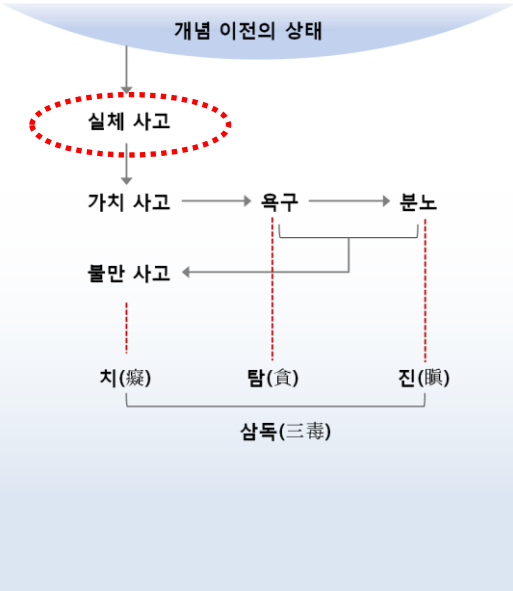 개념 이전의 상태
실체 사고
가치 사고 욕구 분노
불만 사고
치(癡) 탐(貪) 진(瞋)
삼독(三毒)